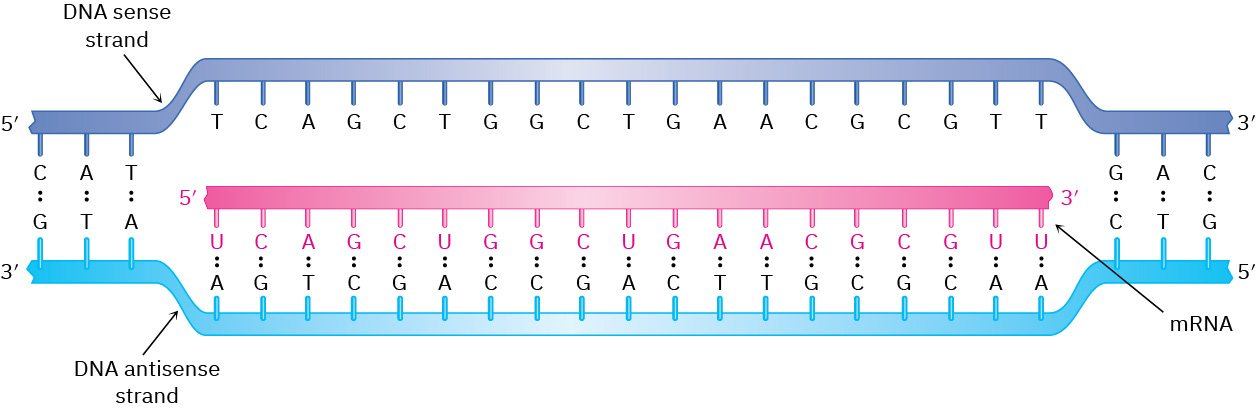 DNA sense
strand
5′ T C A G C T G G C T G A A C G C G T T 3′
C A T G A C
5′ 3′
U C A G C U G G C U G A A C G C G U U
G T A C T G
3′ A G T C G A C C G A C T T G C G C A A 5′
mRNA
DNA antisense
strand